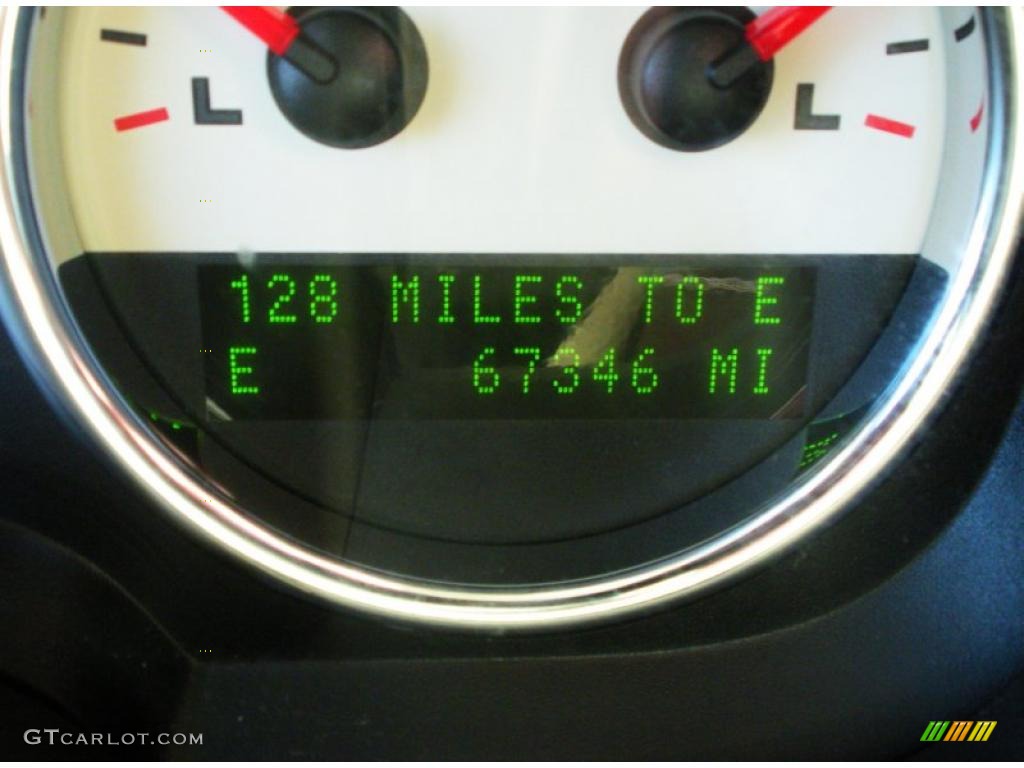 L L
128 MILES TO E
E 67346 MI
GTCARLOT.COM